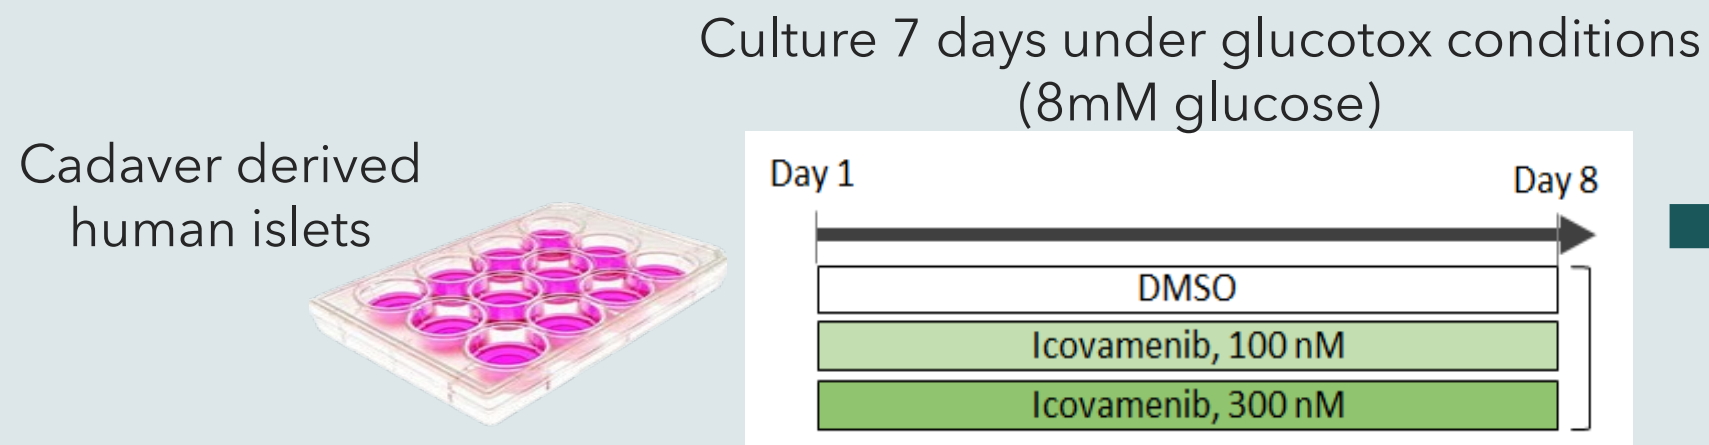 Culture 7 days under glucotox conditions
(8mM glucose)
Cadaver derived
human islets
Day 1
Day 8
DMSO
Icovamenib, 100 nM
Icovamenib, 300 nM